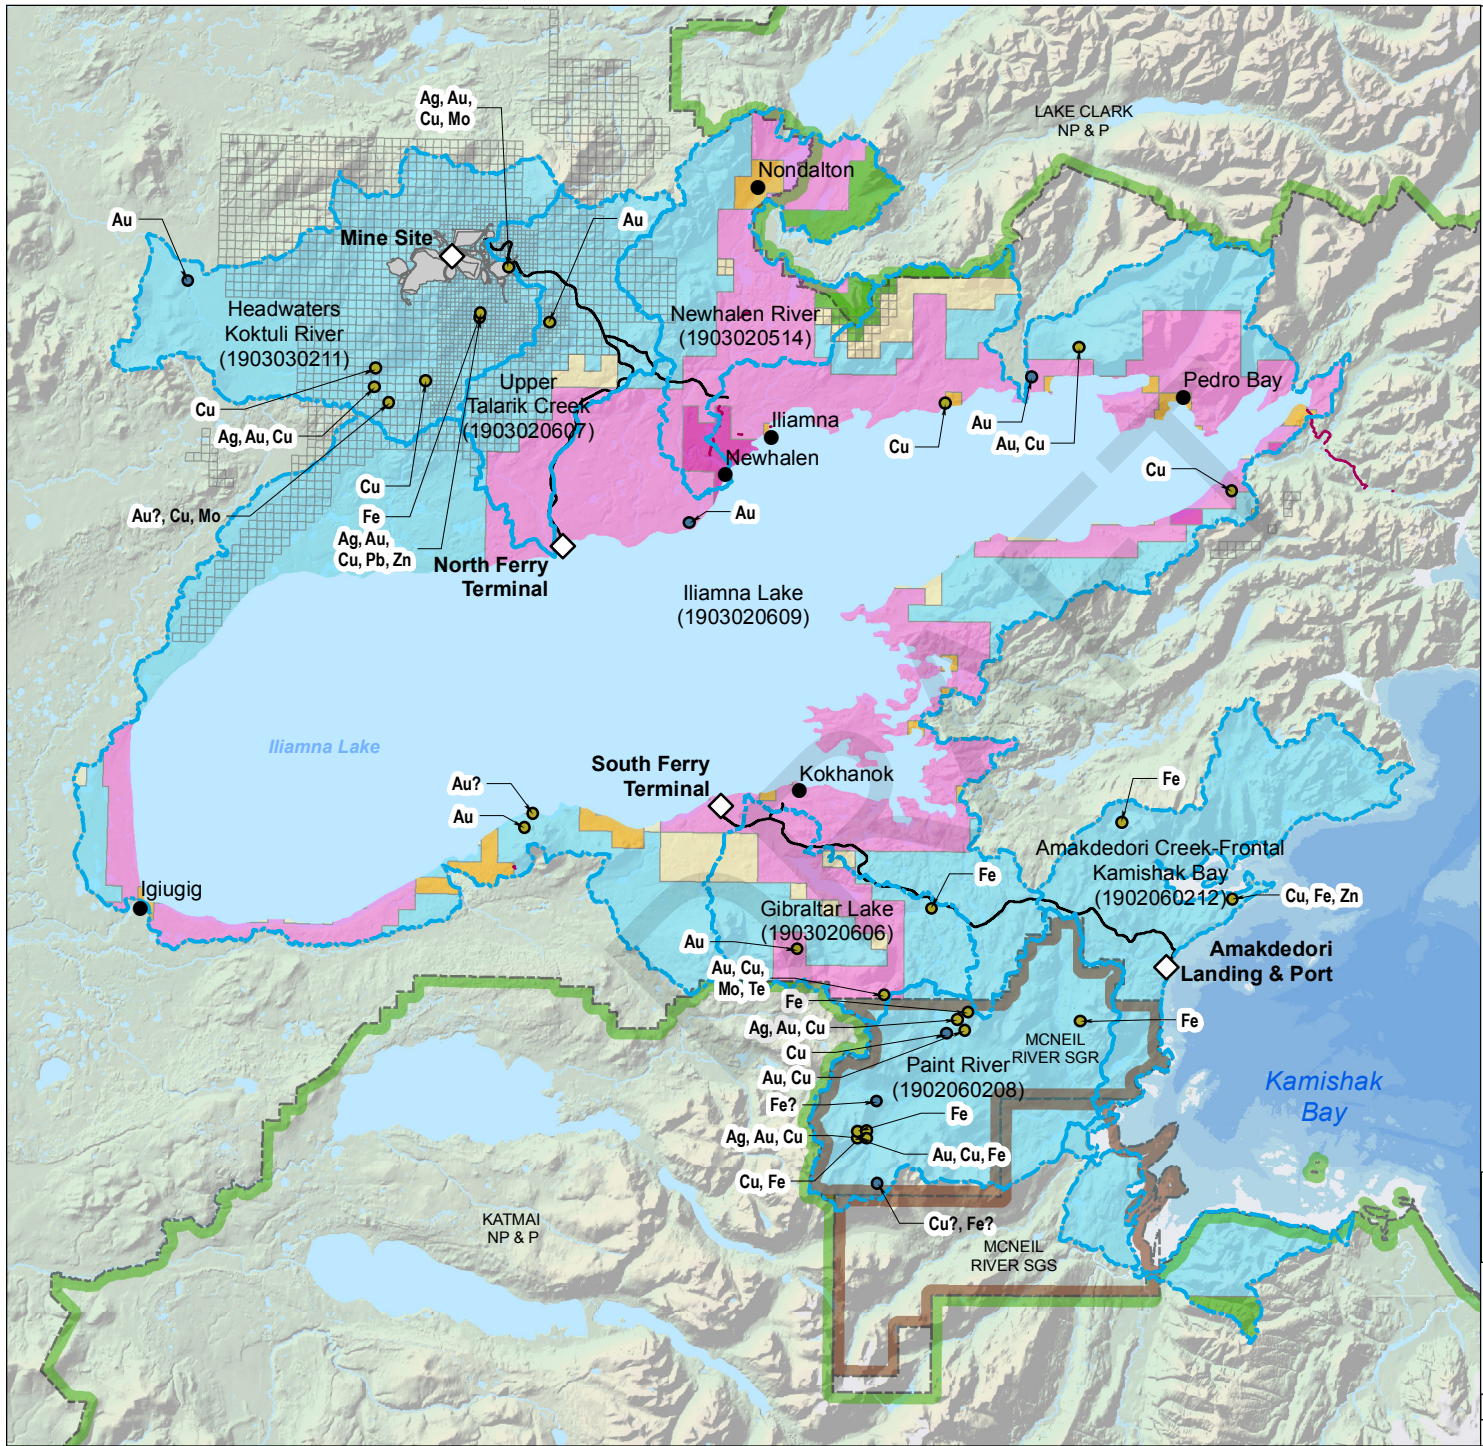 Ag, Au,
Cu, Mo
LAKE CLARK
NP & P
Nondalton
Au
Au
Mine Site
Headwaters
Koktuli River
(1903030211)
Newhalen River
(1903020514)
Upper
Talarik Creek
(1903020607)
Pedro Bay
Cu
Ag, Au, Cu
Iliamna
Newhalen
Cu
Au
Au, Cu
Cu
Cu
Au?, Cu, Mo
Fe
Au
Ag, Au,
Cu, Pb, Zn
North Ferry
Terminal
Iliamna Lake
(1903020609)
Iliamna Lake
South Ferry
Terminal
Kokhanok
Au?
Au
Fe
Amakdedori Creek-Frontal
Kamishak Bay
(1902060212)
Igiugig
Fe
Cu, Fe, Zn
Gibraltar Lake
(1903020606)
Au
Amakdedori
Landing & Port
Au, Cu,
Mo, Te
Fe
Ag, Au, Cu
Fe
Cu
MCNEIL
RIVER SGR
Au, Cu
Paint River
(1902060208)
Kamishak
Bay
Fe?
Fe
Ag, Au, Cu
Au, Cu, Fe
Cu, Fe
Cu?, Fe?
KATMAI
NP & P
MCNEIL
RIVER SGS
DRAFT